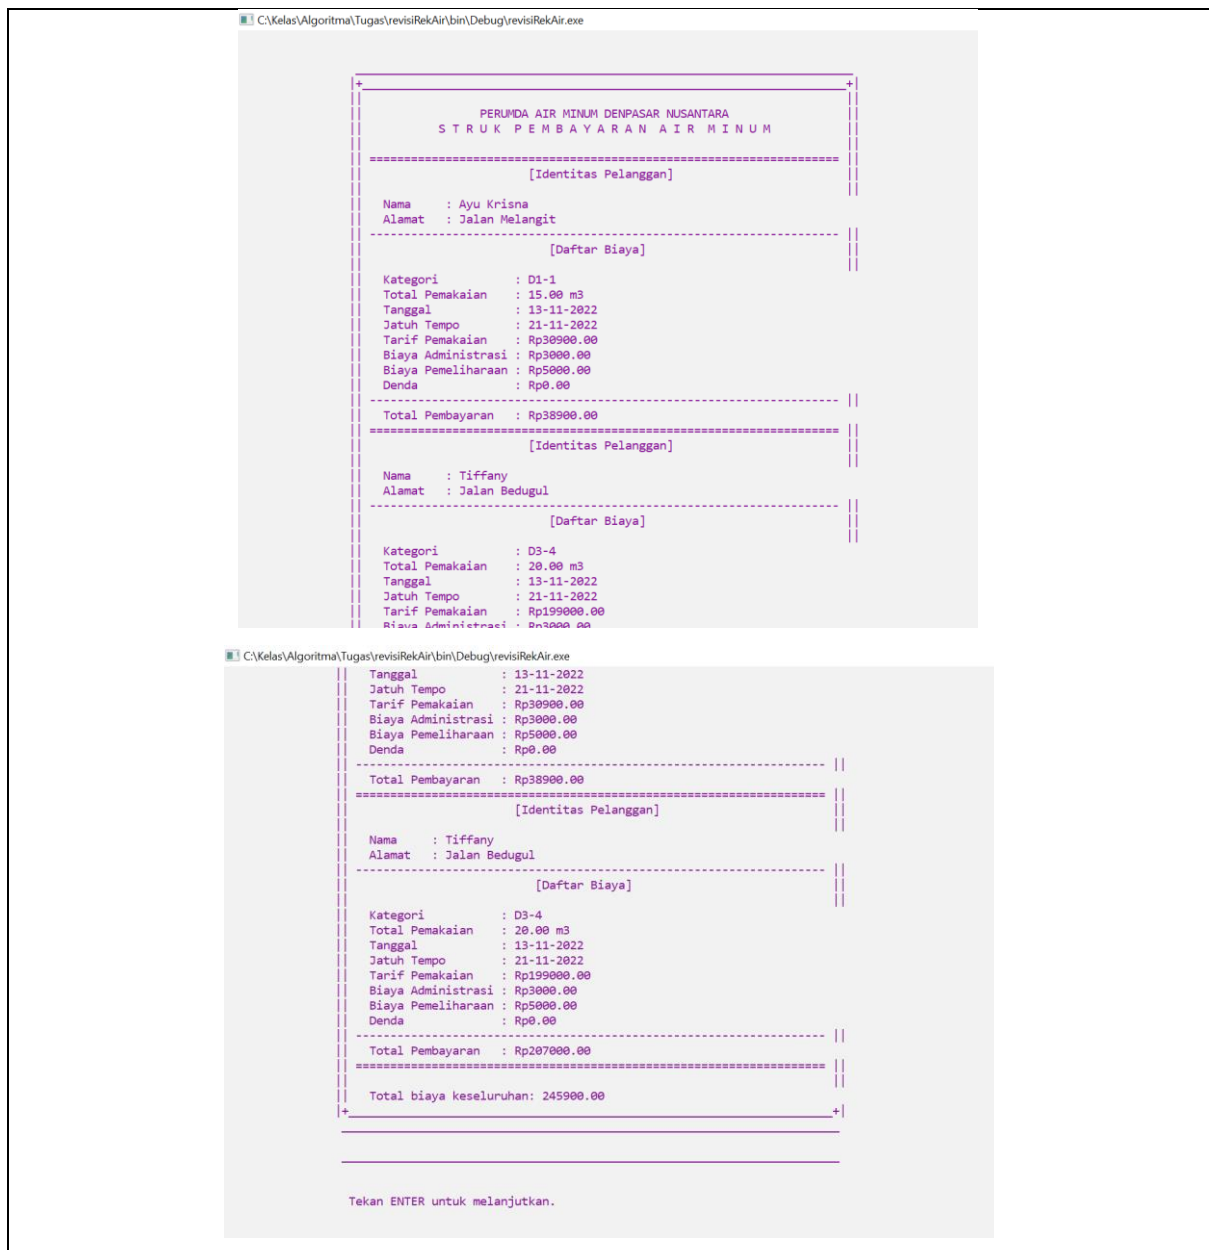 C:\Kelas\Algoritma\Tugas\revisiRekAir\bin\Debug\revisiRekAir.exe
PERUMDA AIR MINUM DENPASAR NUSANTARA
S T R U K  P E M B A Y A R A N  A I R  M I N U M
[Identitas Pelanggan]
Nama : Ayu Krisna
Alamat : Jalan Melangit
[Daftar Biaya]
Kategori : D1-1
Total Pemakaian : 15.00 m3
Tanggal : 13-11-2022
Jatuh Tempo : 21-11-2022
Tarif Pemakaian : Rp30900.00
Biaya Administrasi : Rp3000.00
Biaya Pemeliharaan : Rp5000.00
Denda : Rp0.00
Total Pembayaran : Rp38900.00
[Identitas Pelanggan]
Nama : Tiffany
Alamat : Jalan Bedugul
[Daftar Biaya]
Kategori : D3-4
Total Pemakaian : 20.00 m3
Tanggal : 13-11-2022
Jatuh Tempo : 21-11-2022
Tarif Pemakaian : Rp199000.00
Biaya Administrasi : Rp3000.00
C:\Kelas\Algoritma\Tugas\revisiRekAir\bin\Debug\revisiRekAir.exe
Tanggal : 13-11-2022
Jatuh Tempo : 21-11-2022
Tarif Pemakaian : Rp30900.00
Biaya Administrasi : Rp3000.00
Biaya Pemeliharaan : Rp5000.00
Denda : Rp0.00
Total Pembayaran : Rp38900.00
[Identitas Pelanggan]
Nama : Tiffany
Alamat : Jalan Bedugul
[Daftar Biaya]
Kategori : D3-4
Total Pemakaian : 20.00 m3
Tanggal : 13-11-2022
Jatuh Tempo : 21-11-2022
Tarif Pemakaian : Rp199000.00
Biaya Administrasi : Rp3000.00
Biaya Pemeliharaan : Rp5000.00
Denda : Rp0.00
Total Pembayaran : Rp207000.00
Total biaya keseluruhan: 245900.00
Tekan ENTER untuk melanjutkan.